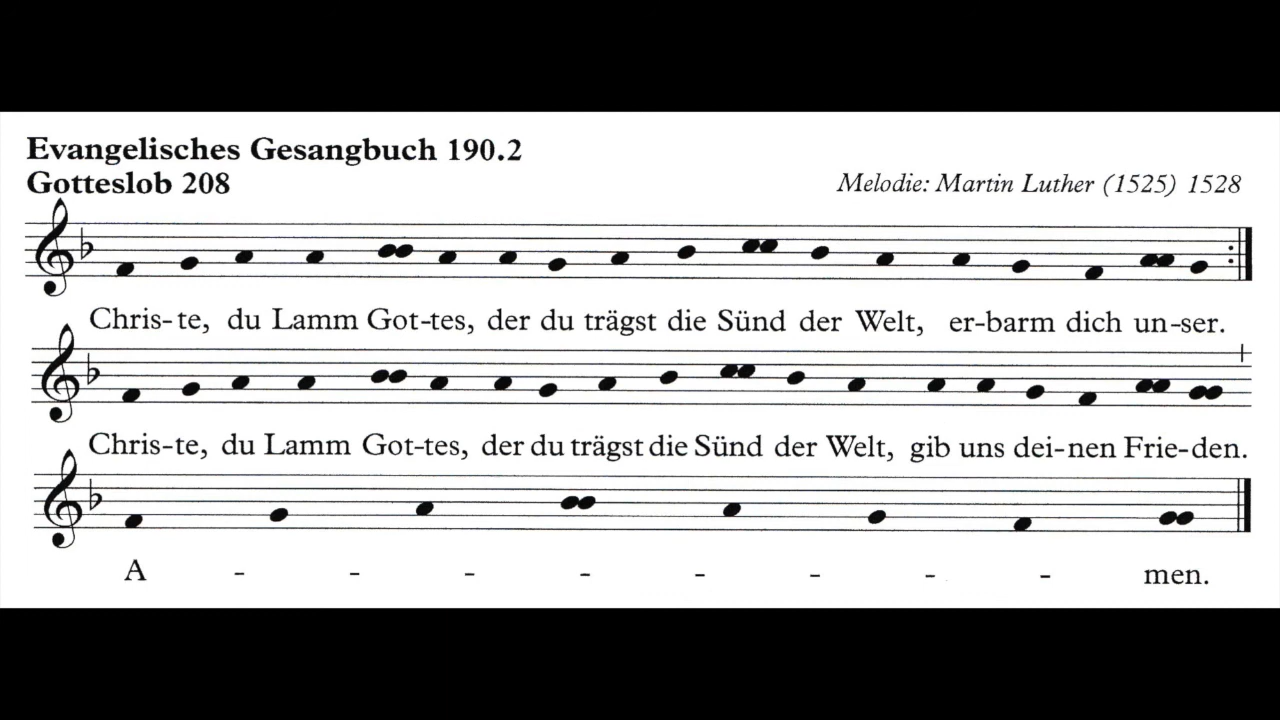 Evangelisches Gesangbuch 190.2
Gotteslob 208
Melodie: Martin Luther (1525) 1528
Chris-te, du Lamm Got-tes, der du trägst die Sünd der Welt, er-barm dich un-ser.
Chris-te, du Lamm Got-tes, der du trägst die Sünd der Welt, gib uns dei-nen Frie-den.
A - - - - - - - - men.